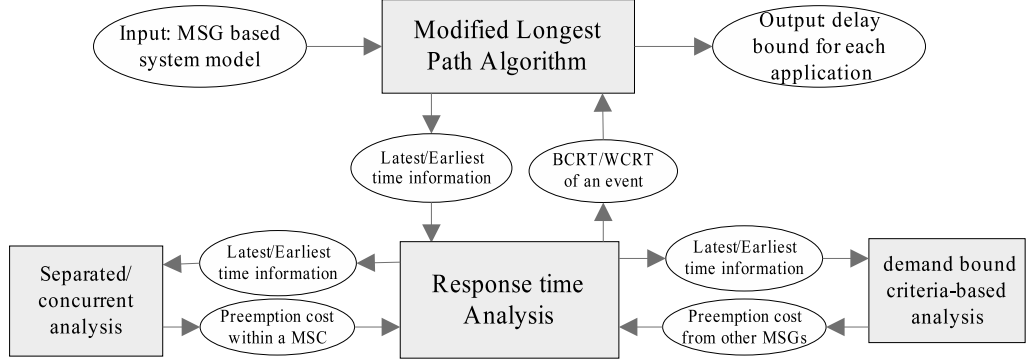 Input: MSG based
system model
Modified Longest
Path Algorithm
Output: delay
bound for each
application
Latest/Earliest
time information
BCRT/WCRT
of an event
Separated/
concurrent
analysis
Latest/Earliest
time information
Preemption cost
within a MSC
Response time
Analysis
Latest/Earliest
time information
Preemption cost
from other MSGs
demand bound
criteria-based
analysis